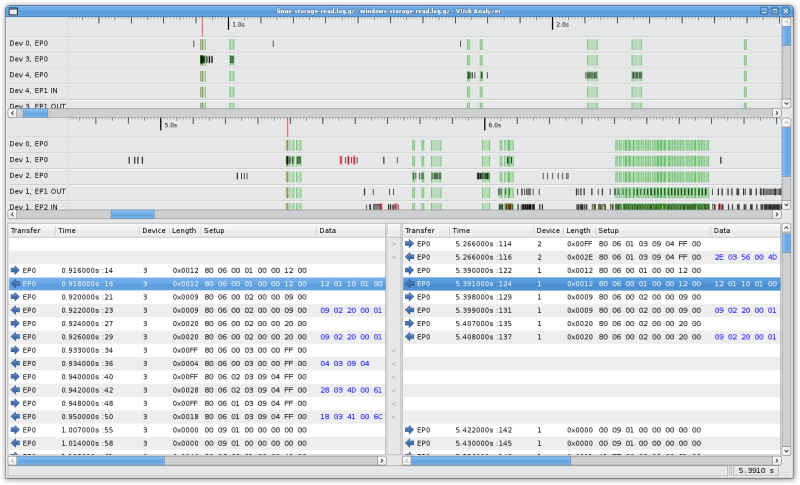 linux-storage-read.log.gz / windows-storage-read.log.gz - VUsb Analyzer
1.0s 2.0s
Dev 0, EP0
Dev 3, EP0
Dev 4, EP0
Dev 4, EP1 IN
Dev 3, EP1 OUT
5.0s 6.0s
Dev 0, EP0
Dev 1, EP0
Dev 2, EP0
Dev 1, EP1 OUT
Dev 1, EP2 IN
Transfer Time Device Length Setup Data Transfer Time Device Length Setup Data
> EP0 5.266000s :114 2 0x00FF 80 06 01 03 09 04 FF 00
> EP0 5.266000s :116 2 0x002E 80 06 01 03 09 04 FF 00 2E 03 56 00 4D
EP0 0.916000s :14 3 0x0012 80 06 00 01 00 00 12 00 EP0 5.390000s :122 1 0x0012 80 06 00 01 00 00 12 00
EP0 0.918000s :16 3 0x0012 80 06 00 01 00 00 12 00 12 01 10 01 00 EP0 5.391000s :124 1 0x0012 80 06 00 01 00 00 12 00 12 01 10 01 00
EP0 0.920000s :21 3 0x0009 80 06 00 02 00 00 09 00 EP0 5.398000s :129 1 0x0009 80 06 00 02 00 00 09 00
EP0 0.922000s :23 3 0x0009 80 06 00 02 00 00 09 00 09 02 20 00 01 EP0 5.399000s :131 1 0x0009 80 06 00 02 00 00 09 00 09 02 20 00 01
EP0 0.924000s :27 3 0x0020 80 06 00 02 00 00 20 00 EP0 5.407000s :135 1 0x0020 80 06 00 02 00 00 20 00
EP0 0.926000s :29 3 0x0020 80 06 00 02 00 00 20 00 09 02 20 00 01 EP0 5.408000s :137 1 0x0020 80 06 00 02 00 00 20 00 09 02 20 00 01
EP0 0.933000s :34 3 0x00FF 80 06 00 03 00 00 FF 00 <
EP0 0.934000s :36 3 0x0004 80 06 00 03 00 00 FF 00 04 03 09 04 <
EP0 0.940000s :40 3 0x00FF 80 06 02 03 09 04 FF 00 <
EP0 0.942000s :42 3 0x0028 80 06 02 03 09 04 FF 00 28 03 4D 00 61 <
EP0 0.948000s :48 3 0x00FF 80 06 01 03 09 04 FF 00 <
EP0 0.950000s :50 3 0x0018 80 06 01 03 09 04 FF 00 18 03 41 00 6C <
EP0 1.007000s :55 3 0x0000 00 09 01 00 00 00 00 00 EP0 5.422000s :142 1 0x0000 00 09 01 00 00 00 00 00
EP0 1.014000s :58 3 0x0000 00 09 01 00 00 00 00 00 EP0 5.430000s :145 1 0x0000 00 09 01 00 00 00 00 00
5.3910 s